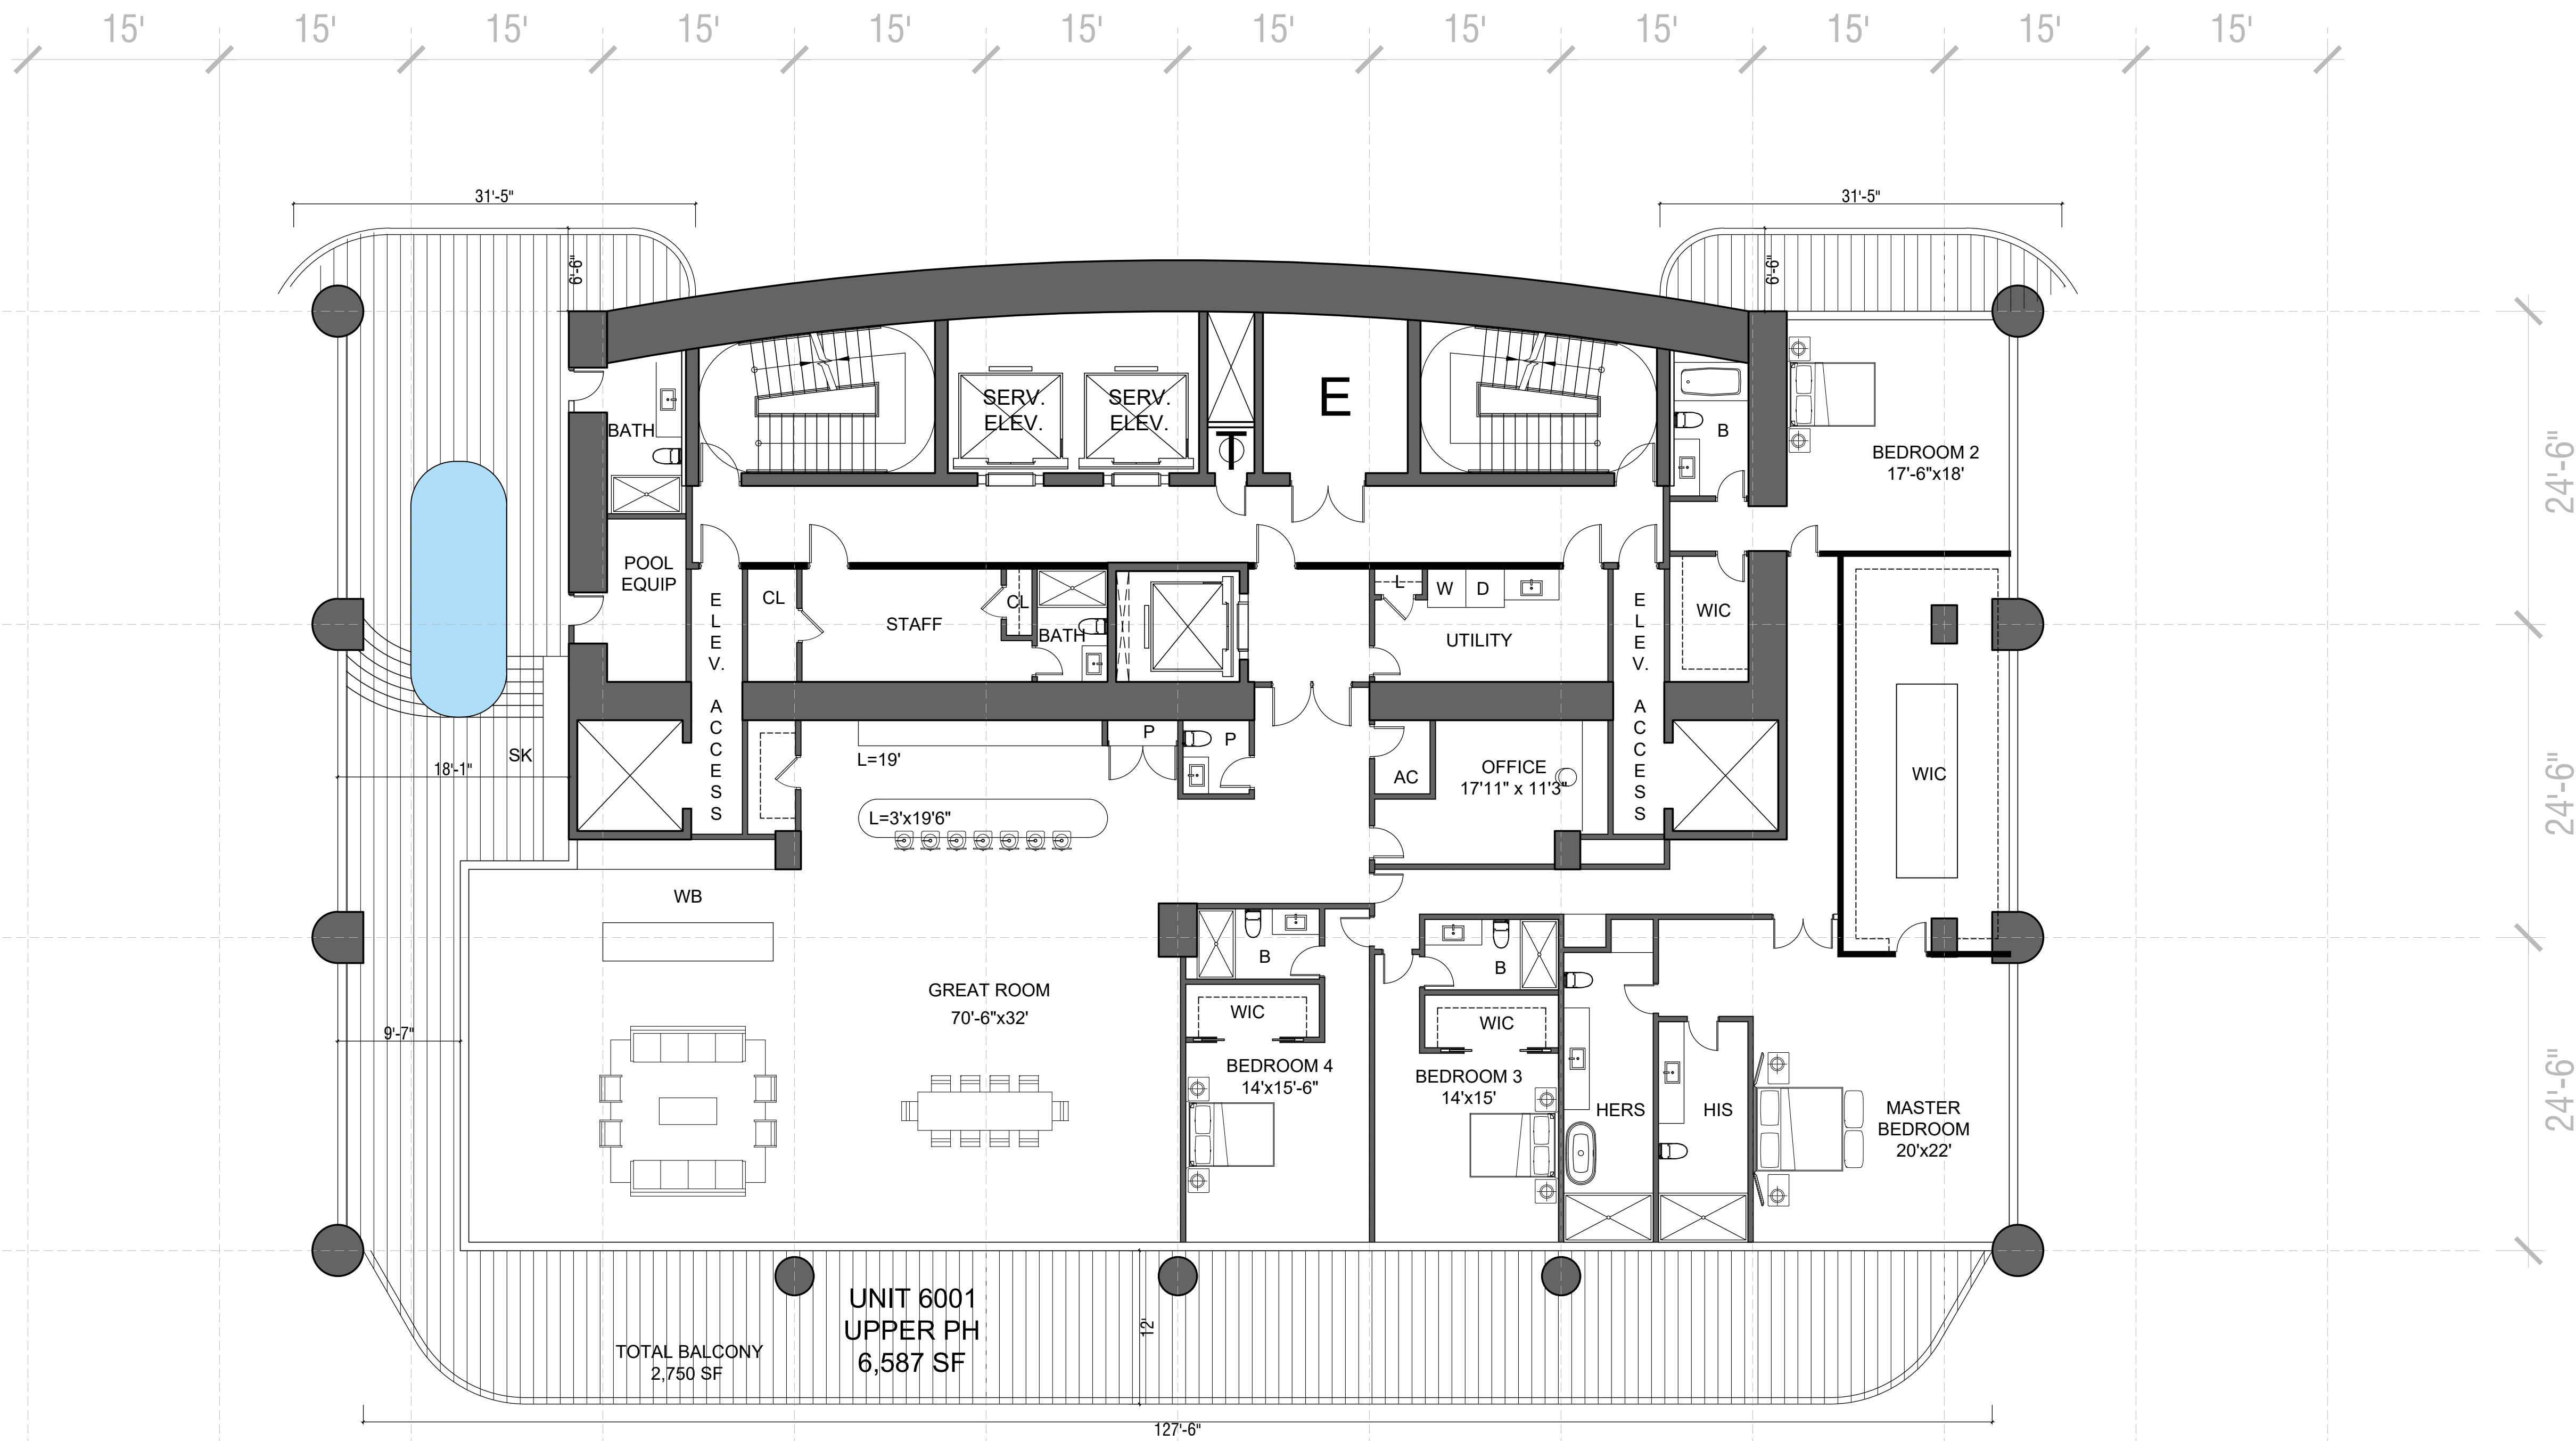 15' 15' 15' 15' 15' 15' 15' 15' 15' 15' 15' 15'
31'-5" 31'-5"
6'-6" 6'-6"
SERV. ELEV.
SERV. ELEV.
E
T
BATH
B
BEDROOM 2
17'-6"x18'
24'-6"
POOL
EQUIP
ELEV. ACCESS
CL
STAFF
CL
BATH
L
W
D
UTILITY
ELEV. ACCESS
WIC
SK
18'-1"
L=19'
P
P
AC
OFFICE
17'11" x 11'3"
WIC
24'-6"
L=3'x19'6"
WB
GREAT ROOM
70'-6"x32'
B
B
WIC
WIC
9'-7"
BEDROOM 4
14'x15'-6"
BEDROOM 3
14'x15'
HERS
HIS
MASTER
BEDROOM
20'x22'
24'-6"
UNIT 6001
UPPER PH
6,587 SF
12'
TOTAL BALCONY
2,750 SF
127'-6"